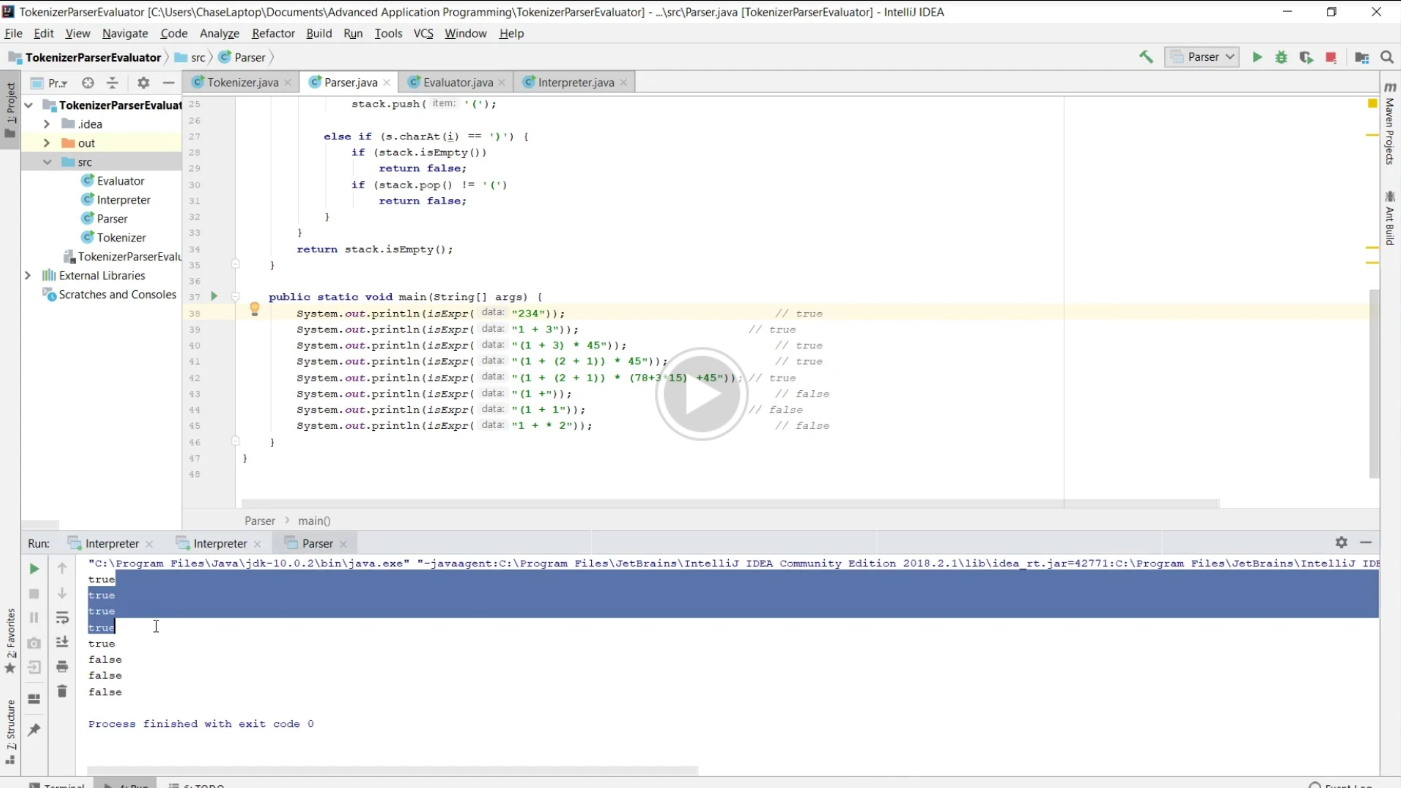 TokenizerParserEvaluator [C:\Users\ChaseLaptop\Documents\Advanced Application Programming\TokenizerParserEvaluator] - ...\src\Parser.java [TokenizerParserEvaluator] - IntelliJ IDEA
File Edit View Navigate Code Analyze Refactor Build Run Tools VCS Window Help
TokenizerParserEvaluator src Parser
Parser
1: Project
Pr..
TokenizerParserEvaluat
.idea
out
src
Evaluator
Interpreter
Parser
Tokenizer
TokenizerParserEvalu
External Libraries
Scratches and Consoles
Tokenizer.java Parser.java Evaluator.java Interpreter.java
25 stack.push( item: '(');
26
27 else if (s.charAt(i) == ')') {
28 if (stack.isEmpty())
29 return false;
30 if (stack.pop() != '(')
31 return false;
32 }
33 }
34 return stack.isEmpty();
35 }
36
37 public static void main(String[] args) {
38 System.out.println(isExpr( data: "234")); // true
39 System.out.println(isExpr( data: "1 + 3")); // true
40 System.out.println(isExpr( data: "(1 + 3) * 45")); // true
41 System.out.println(isExpr( data: "(1 + (2 + 1)) * 45")); // true
42 System.out.println(isExpr( data: "(1 + (2 + 1)) * (78+3*15) +45")); // true
43 System.out.println(isExpr( data: "(1 +")); // false
44 System.out.println(isExpr( data: "(1 + 1")); // false
45 System.out.println(isExpr( data: "1 + * 2")); // false
46 }
47 }
48
Parser main()
m Maven Projects
Ant Build
Run: Interpreter Interpreter Parser
"C:\Program Files\Java\jdk-10.0.2\bin\java.exe" "-javaagent:C:\Program Files\JetBrains\IntelliJ IDEA Community Edition 2018.2.1\lib\idea_rt.jar=42771:C:\Program Files\JetBrains\IntelliJ IDE
true
true
true
true
true
false
false
false
Process finished with exit code 0
2: Favorites
Z: Structure
Terminal 4: Run 6: TODO
Event Log